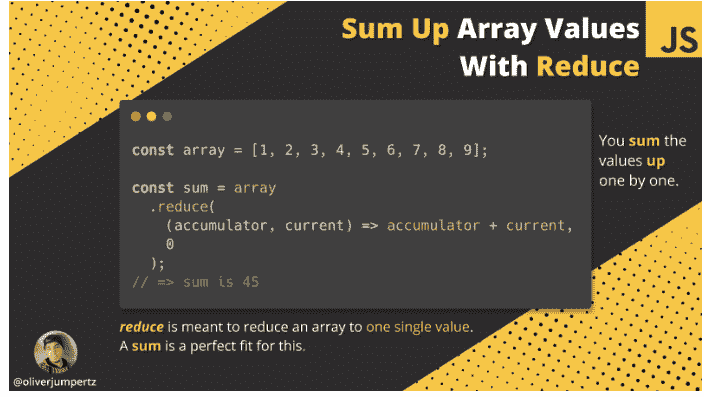 Sum Up Array Values
With Reduce
JS
const array = [1, 2, 3, 4, 5, 6, 7, 8, 9];
const sum = array
.reduce(
(accumulator, current) => accumulator + current,
0
);
// => sum is 45
You sum the
values up
one by one.
reduce is meant to reduce an array to one single value.
A sum is a perfect fit for this.
@oliverjumpertz